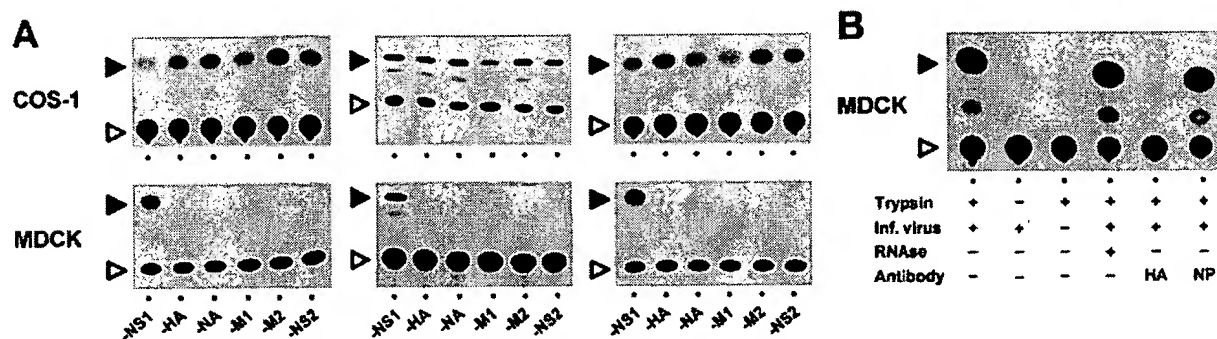 A
B
COS-1
MDCK
MDCK
-NS1 -HA -NA -M1 -M2 -NS2
-NS1 -HA -NA -M1 -M2 -NS2
-NS1 -HA -NA -M1 -M2 -NS2
Trypsin + - + + + +
Inf. virus + + - + + +
RNAse - - - + - -
Antibody - - - - HA NP